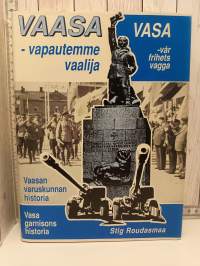 VAASA
- vapautemme
vaalija
VASA
-vår
frihets
vagga
Vaasan
varuskunnan
historia
Vasa
garnisons
historia
Stig Roudasmaa